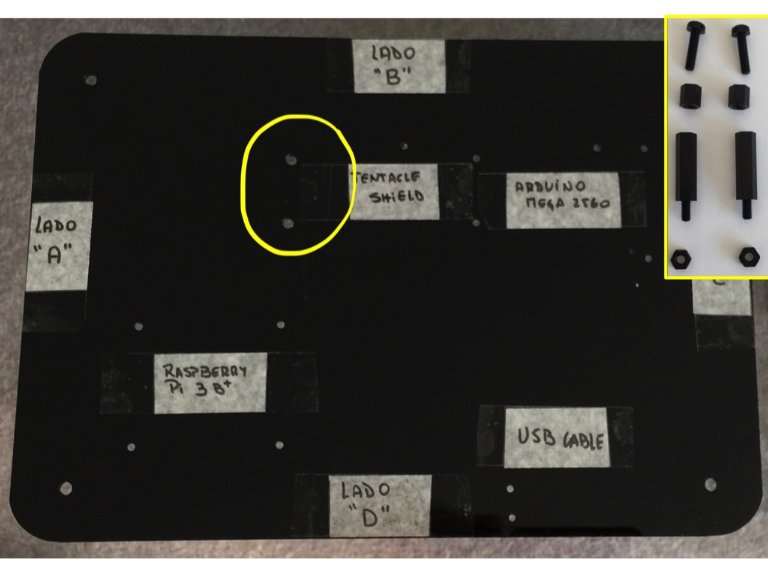 LADO
"B"
TENTACLE
SHiELD
ARDUiNO
MEGA 2560
LADO
"A"
RASPBERRY
Pi 3 B+
USB CABLE
LADO
"D"